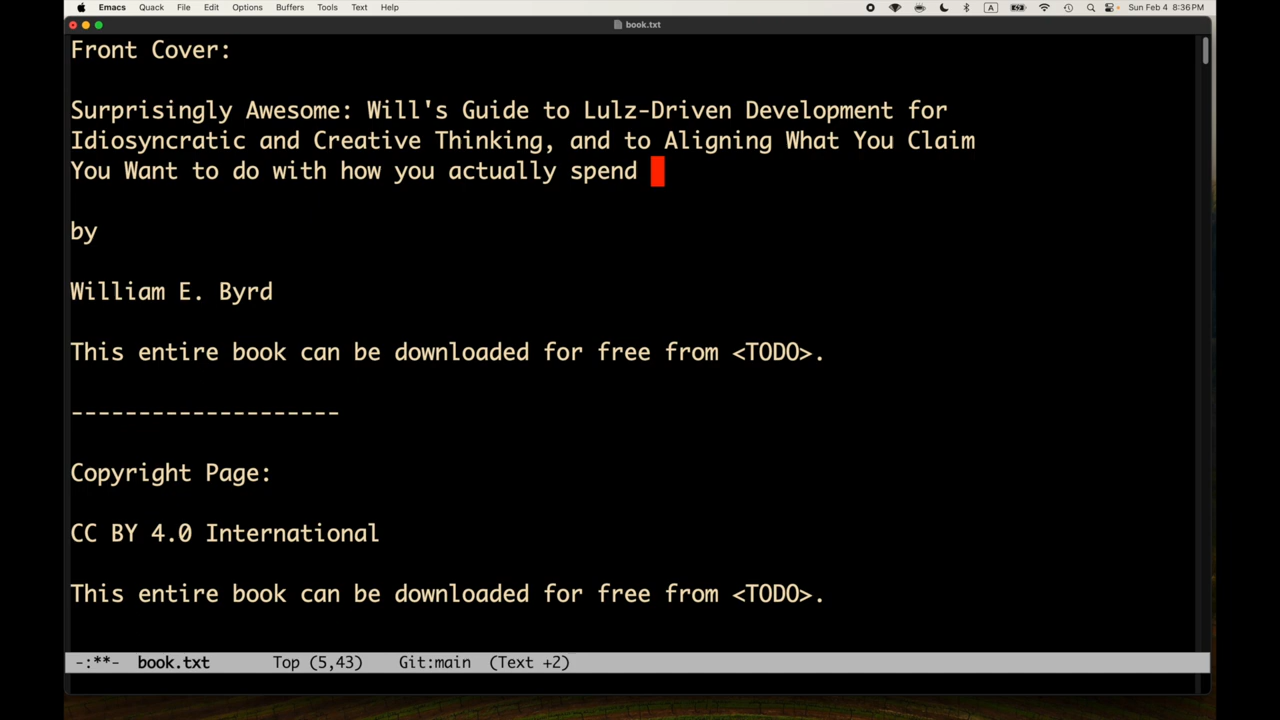 Emacs Quack File Edit Options Buffers Tools Text Help A Sun Feb 4 8:36 PM
book.txt
Front Cover:
Surprisingly Awesome: Will's Guide to Lulz-Driven Development for
Idiosyncratic and Creative Thinking, and to Aligning What You Claim
You Want to do with how you actually spend
by
William E. Byrd
This entire book can be downloaded for free from <TODO>.
--------------------
Copyright Page:
CC BY 4.0 International
This entire book can be downloaded for free from <TODO>.
-:**- book.txt Top (5,43) Git:main (Text +2)